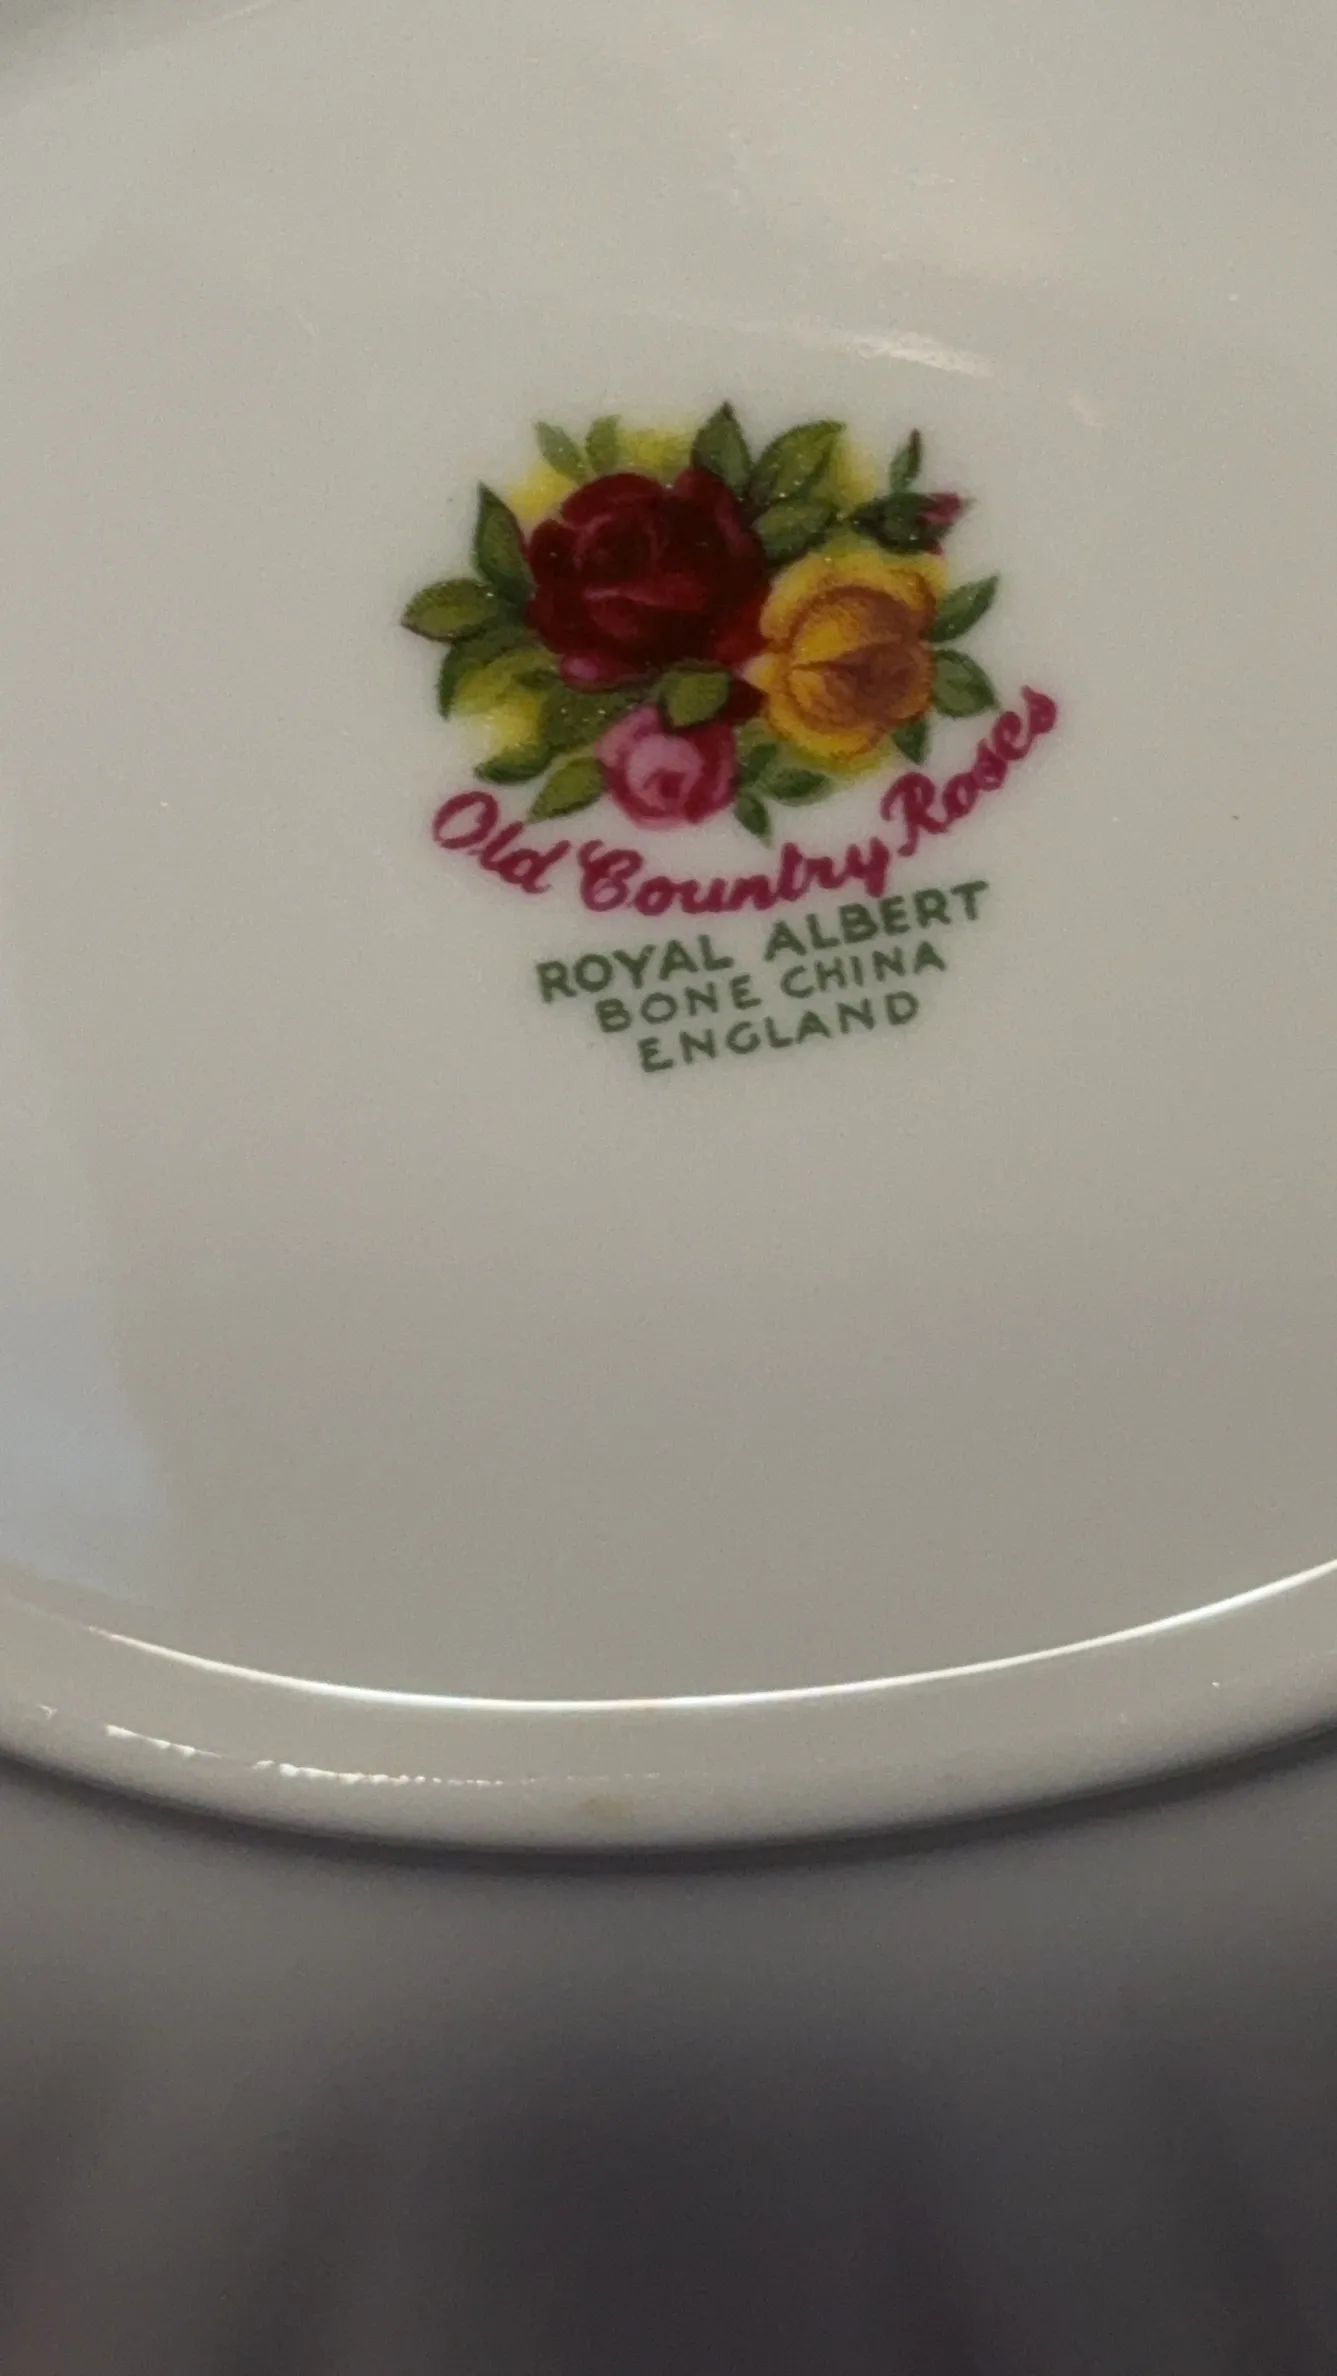 Old Country Roses
ROYAL ALBERT
BONE CHINA
ENGLAND